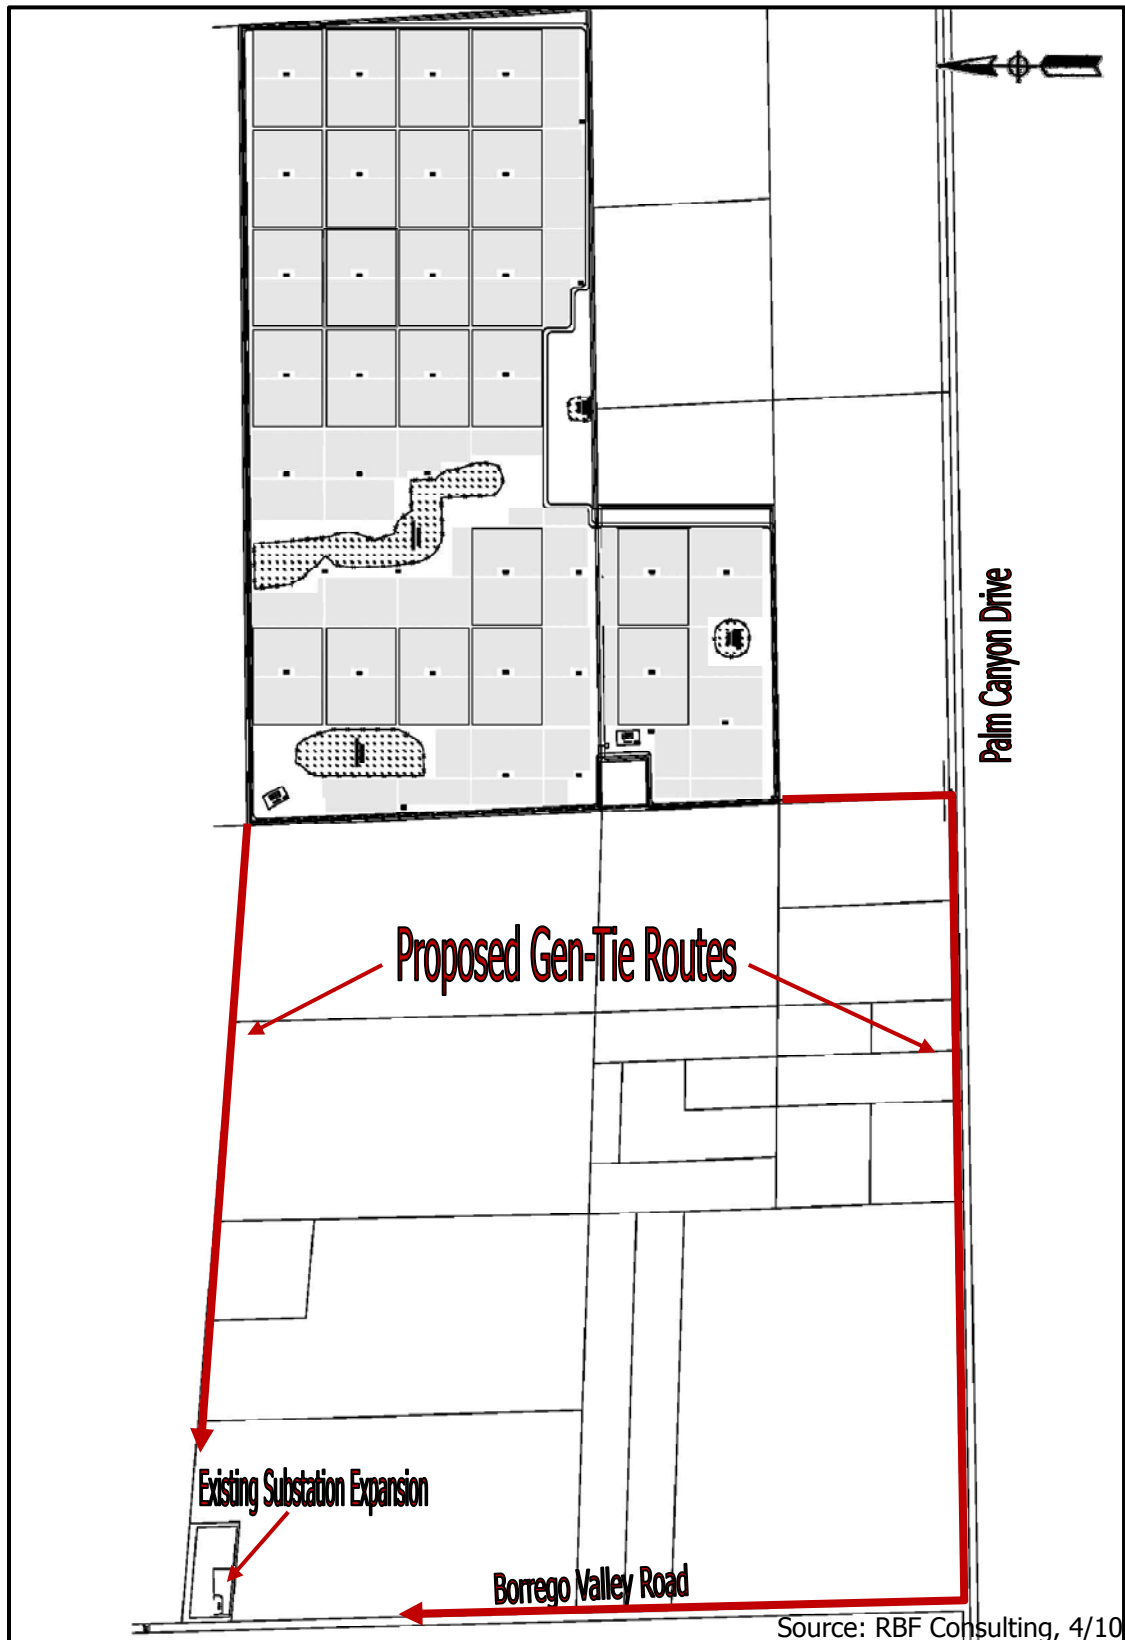 Palm Canyon Drive
Proposed Gen-Tie Routes
Existing Substation Expansion
Borrego Valley Road
Source: RBF Consulting, 4/10